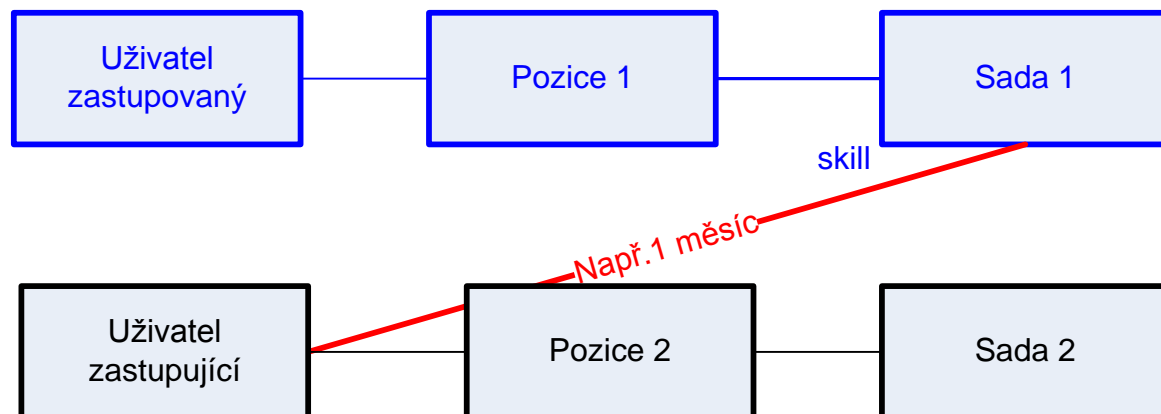 Uživatel
zastupovaný
Pozice 1
Sada 1
skill
Např.1 měsíc
Uživatel
zastupující
Pozice 2
Sada 2